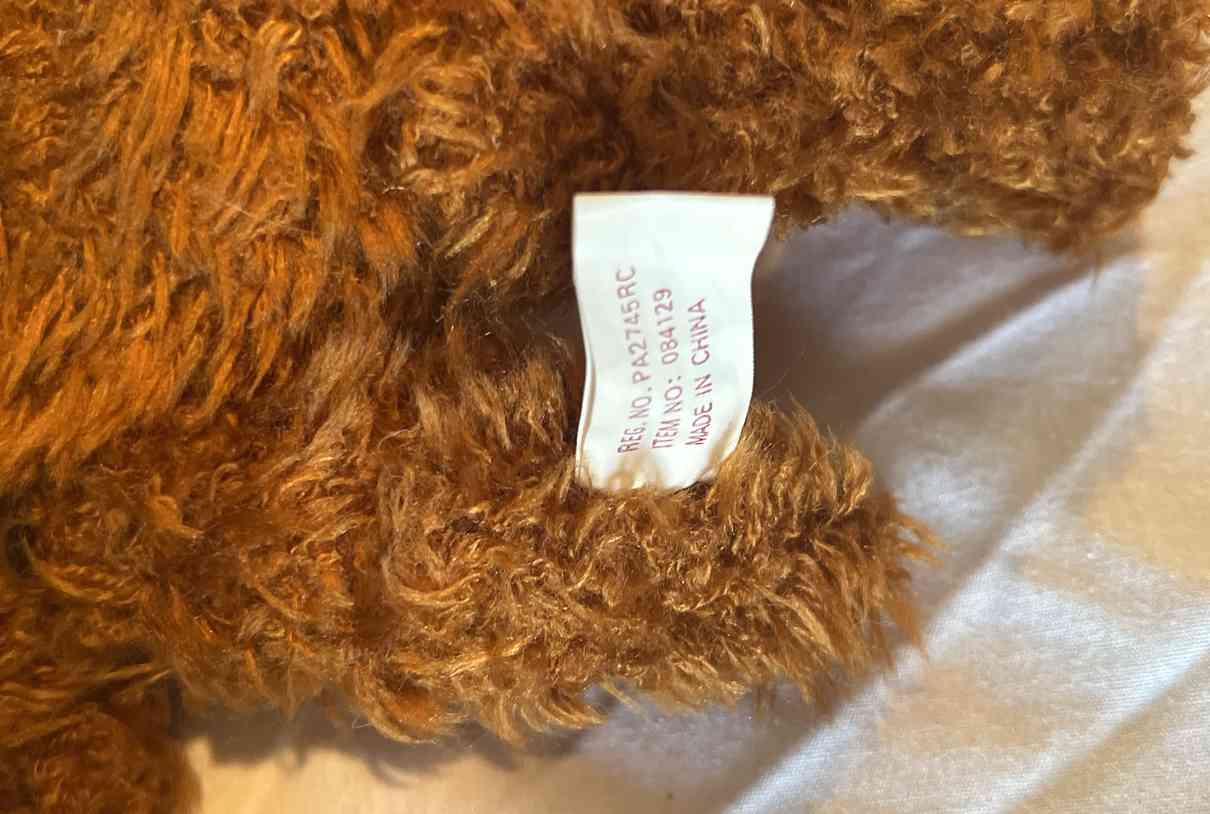 REG. NO. PA2745RC
ITEM NO: 084129
MADE IN CHINA